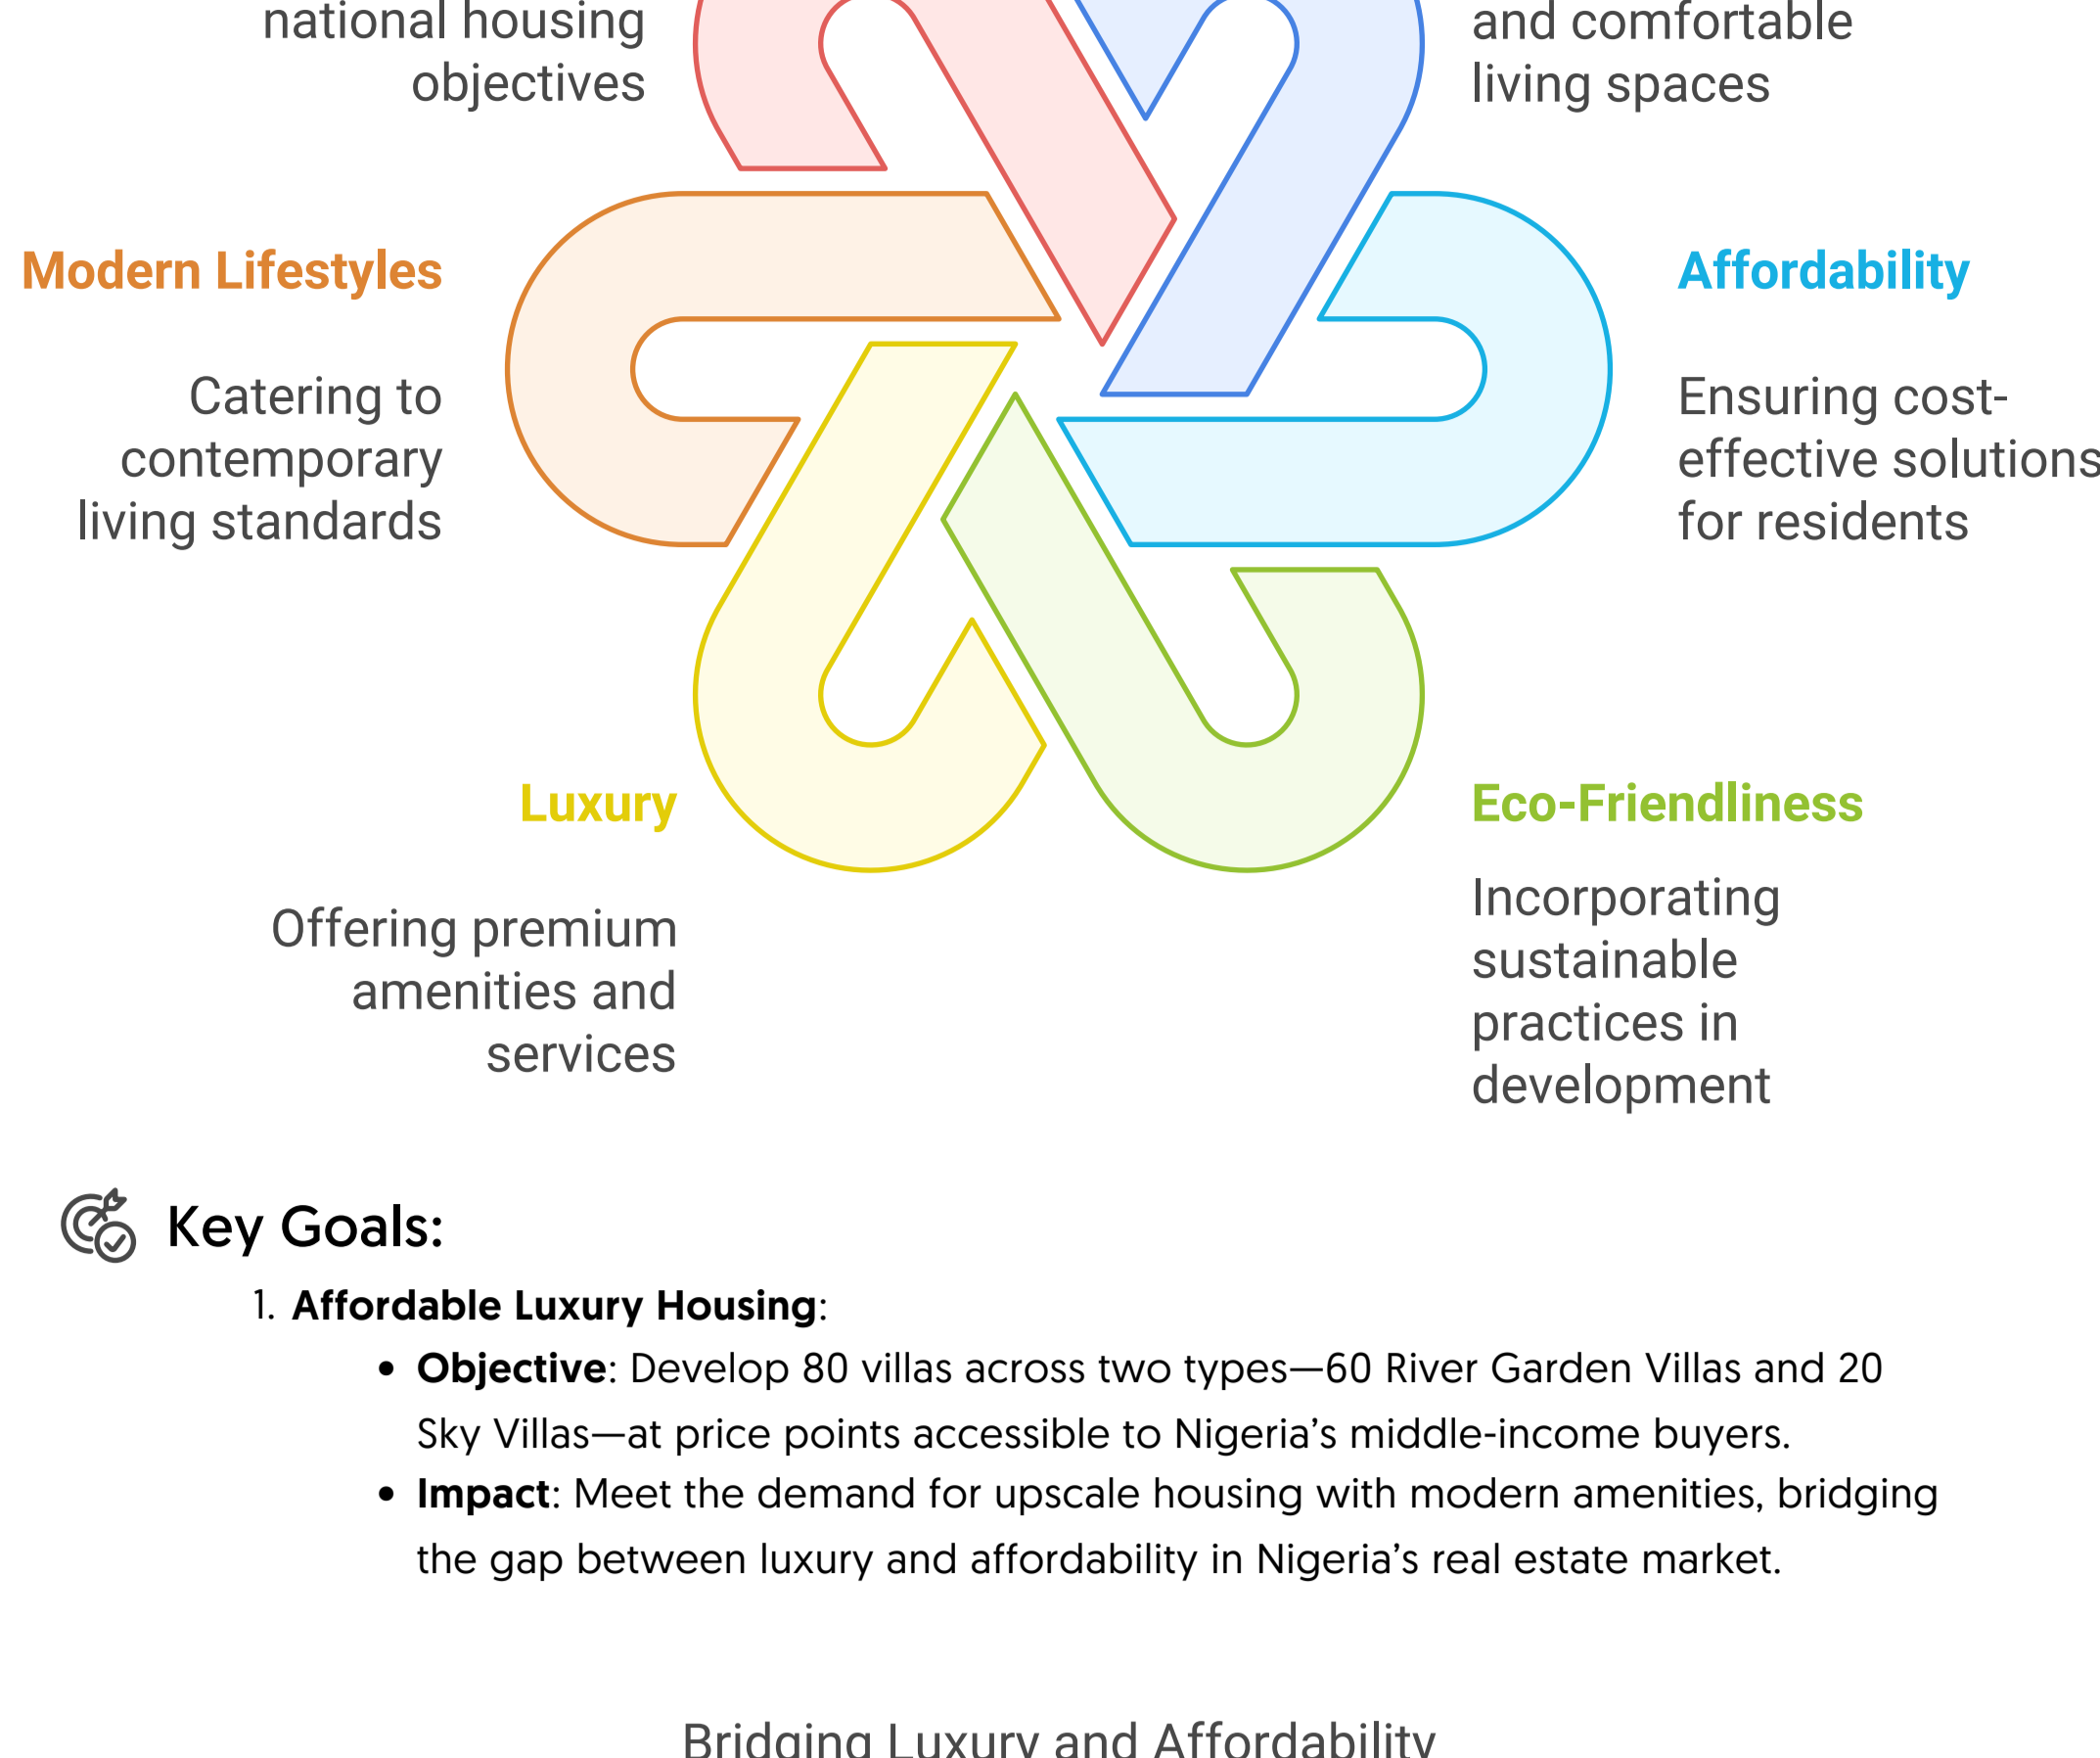 national housing
objectives
and comfortable
living spaces
Modern Lifestyles
Catering to
contemporary
living standards
Affordability
Ensuring cost-
effective solutions
for residents
Luxury
Offering premium
amenities and
services
Eco-Friendliness
Incorporating
sustainable
practices in
development
Key Goals:
1. Affordable Luxury Housing:
• Objective: Develop 80 villas across two types—60 River Garden Villas and 20
Sky Villas—at price points accessible to Nigeria’s middle-income buyers.
• Impact: Meet the demand for upscale housing with modern amenities, bridging
the gap between luxury and affordability in Nigeria’s real estate market.
Bridging Luxury and Affordability